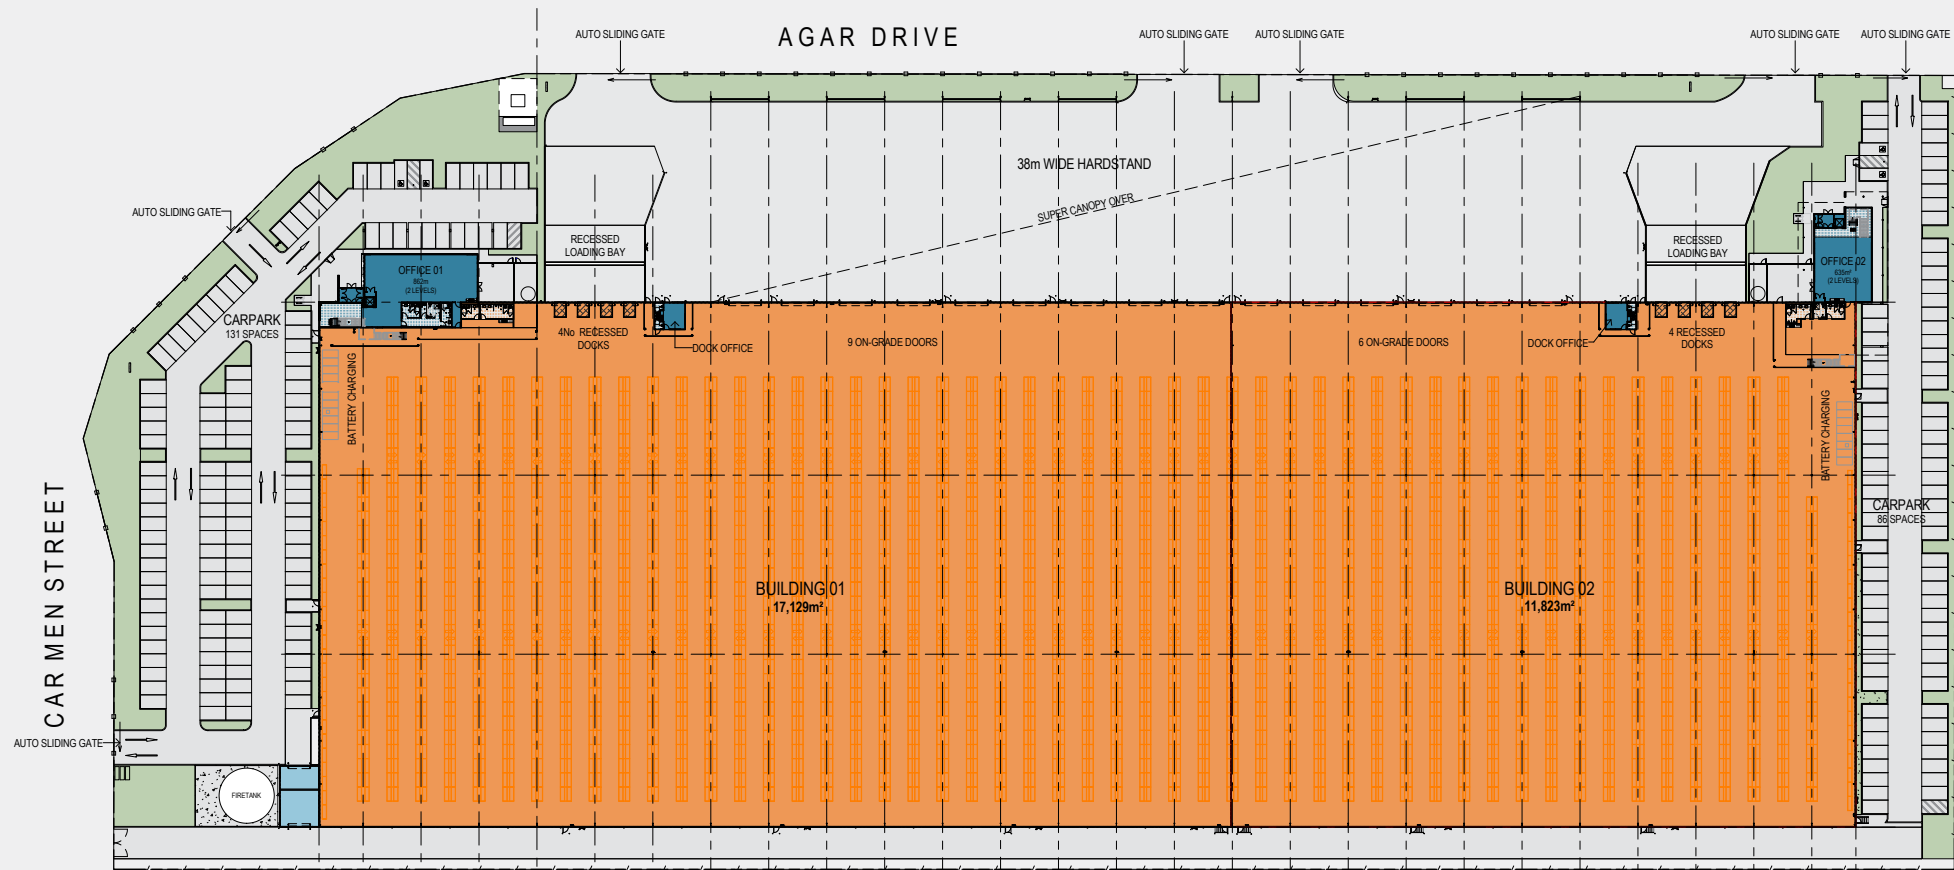 AGAR DRIVE
AUTO SLIDING GATE
AUTO SLIDING GATE
AUTO SLIDING GATE
AUTO SLIDING GATE
AUTO SLIDING GATE
38m WIDE HARDSTAND
SUPER CANOPY OVER
AUTO SLIDING GATE
RECESSED
LOADING BAY
RECESSED
LOADING BAY
OFFICE 01
862m
(2 LEVELS)
OFFICE 02
635m²
(2 LEVELS)
CARPARK
131 SPACES
4No RECESSED
DOCKS
DOCK OFFICE
9 ON-GRADE DOORS
6 ON-GRADE DOORS
DOCK OFFICE
4 RECESSED
DOCKS
BATTERY CHARGING
BATTERY CHARGING
CARPARK
86 SPACES
CARMEN STREET
BUILDING 01
17,129m²
BUILDING 02
11,823m²
AUTO SLIDING GATE
FIRETANK